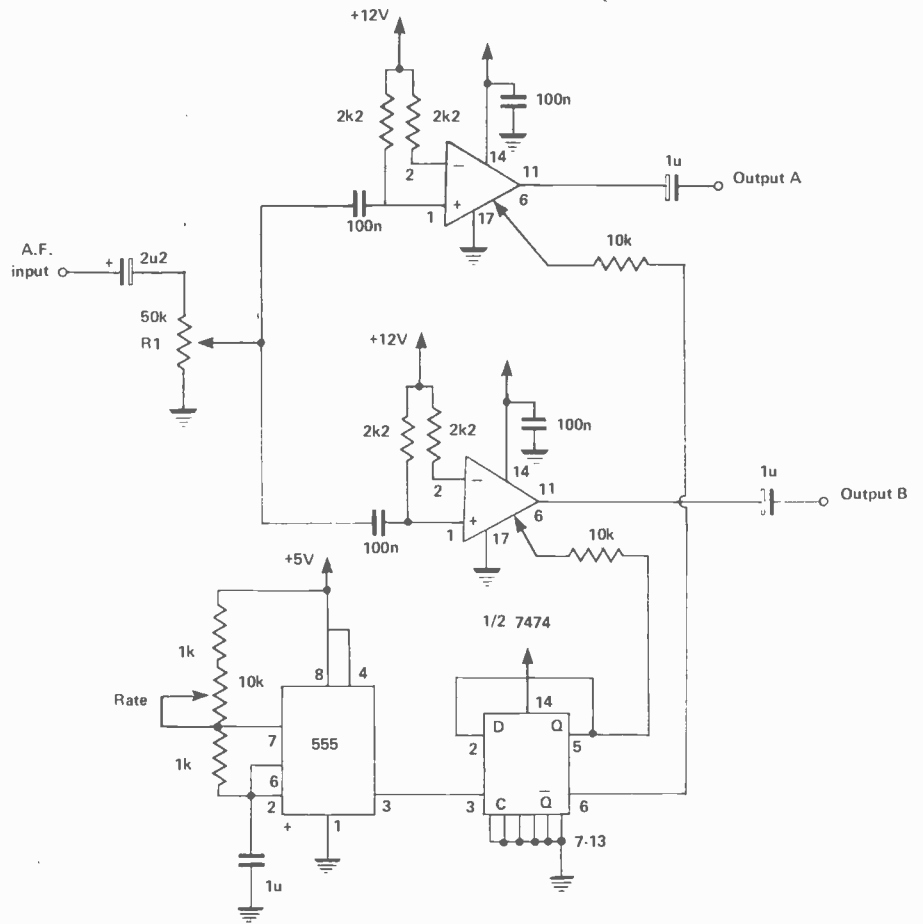 +12V
2k2
2k2
100n
14
2
−
11
1u
Output A
1
+
17
6
100n
10k
A.F.
input
+
2u2
50k
R1
+12V
2k2
2k2
100n
14
2
−
11
1u
Output B
1
+
17
6
100n
10k
+5V
1/2 7474
1k
8
4
14
Rate
10k
7
555
D
Q
2
5
1k
6
2
3
3
C
Q̅
6
+
1
7-13
1u